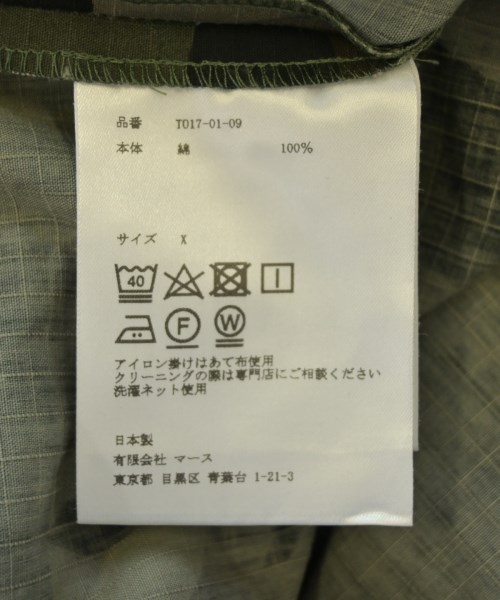 品番 T017-01-09
本体 綿 100%
サイズ X
40
F W
アイロン掛けはあて布使用
クリーニングの際は専門店にご相談ください
洗濯ネット使用
日本製
有限会社 マース
東京都 目黒区 青葉台 1-21-3